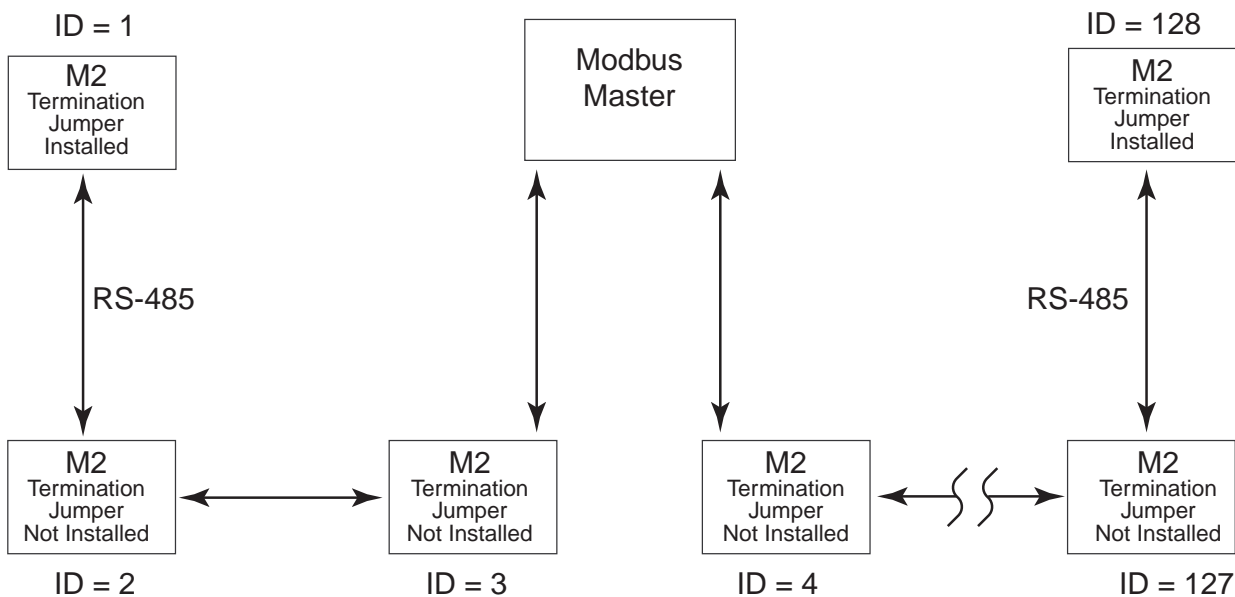 ID = 1
M2
Termination
Jumper
Installed
Modbus
Master
ID = 128
M2
Termination
Jumper
Installed
RS-485
RS-485
M2
Termination
Jumper
Not Installed
ID = 2
M2
Termination
Jumper
Not Installed
ID = 3
M2
Termination
Jumper
Not Installed
ID = 4
M2
Termination
Jumper
Not Installed
ID = 127